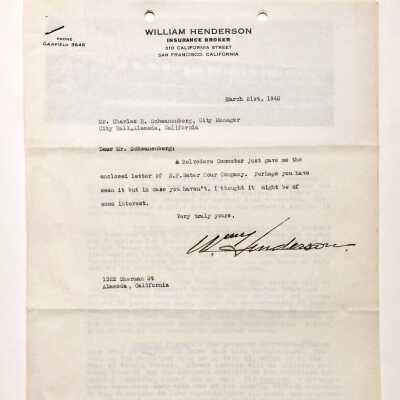 WILLIAM HENDERSON
INSURANCE BROKER
310 CALIFORNIA STREET
SAN FRANCISCO, CALIFORNIA
PHONE
GARFIELD 3646
March 21st, 1942
Mr. Charles R. Schwanenberg, City Manager
City Hall, Alameda, California
Dear Mr. Schwanenberg:
A Belvedere Commuter just gave me the
enclosed letter of S.F. Water Tour Company. Perhaps you have
seen it but in case you haven't, I thought it might be of
some interest.
Very truly yours,
Wm Henderson.
1322 Sherman St
Alameda, California